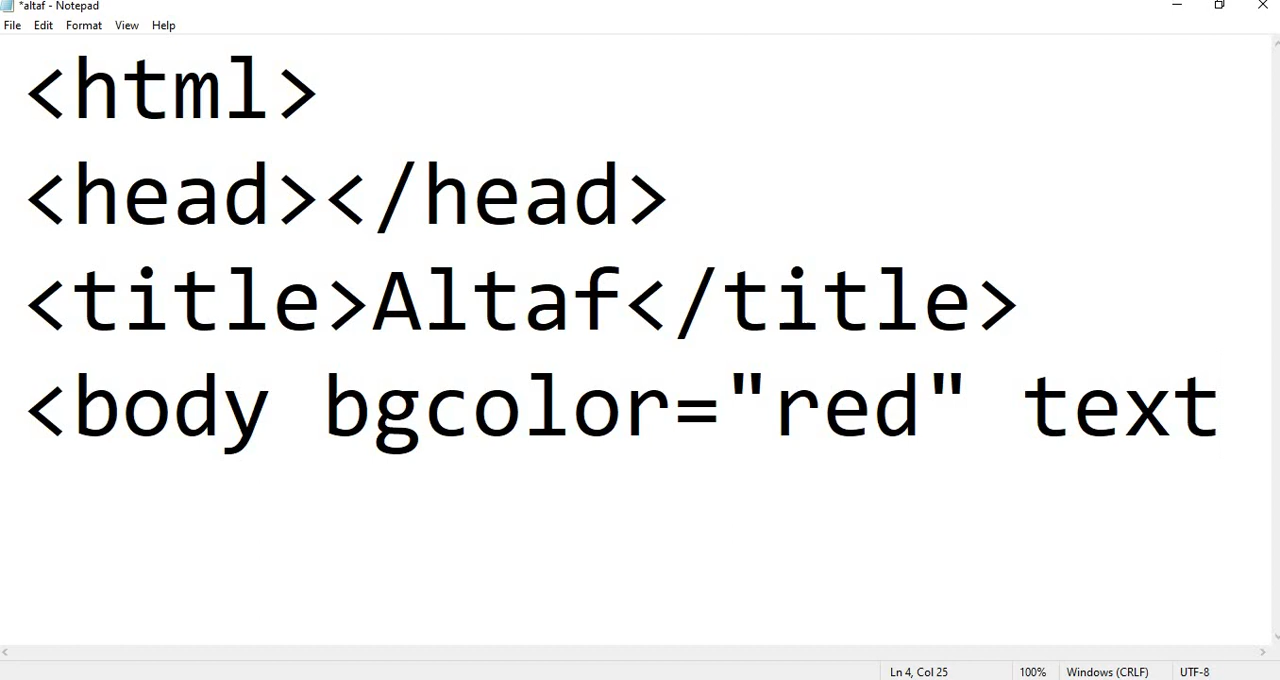 *altaf - Notepad
File Edit Format View Help
<html>
<head></head>
<title>Altaf</title>
<body bgcolor="red" text
Ln 4, Col 25 100% Windows (CRLF) UTF-8